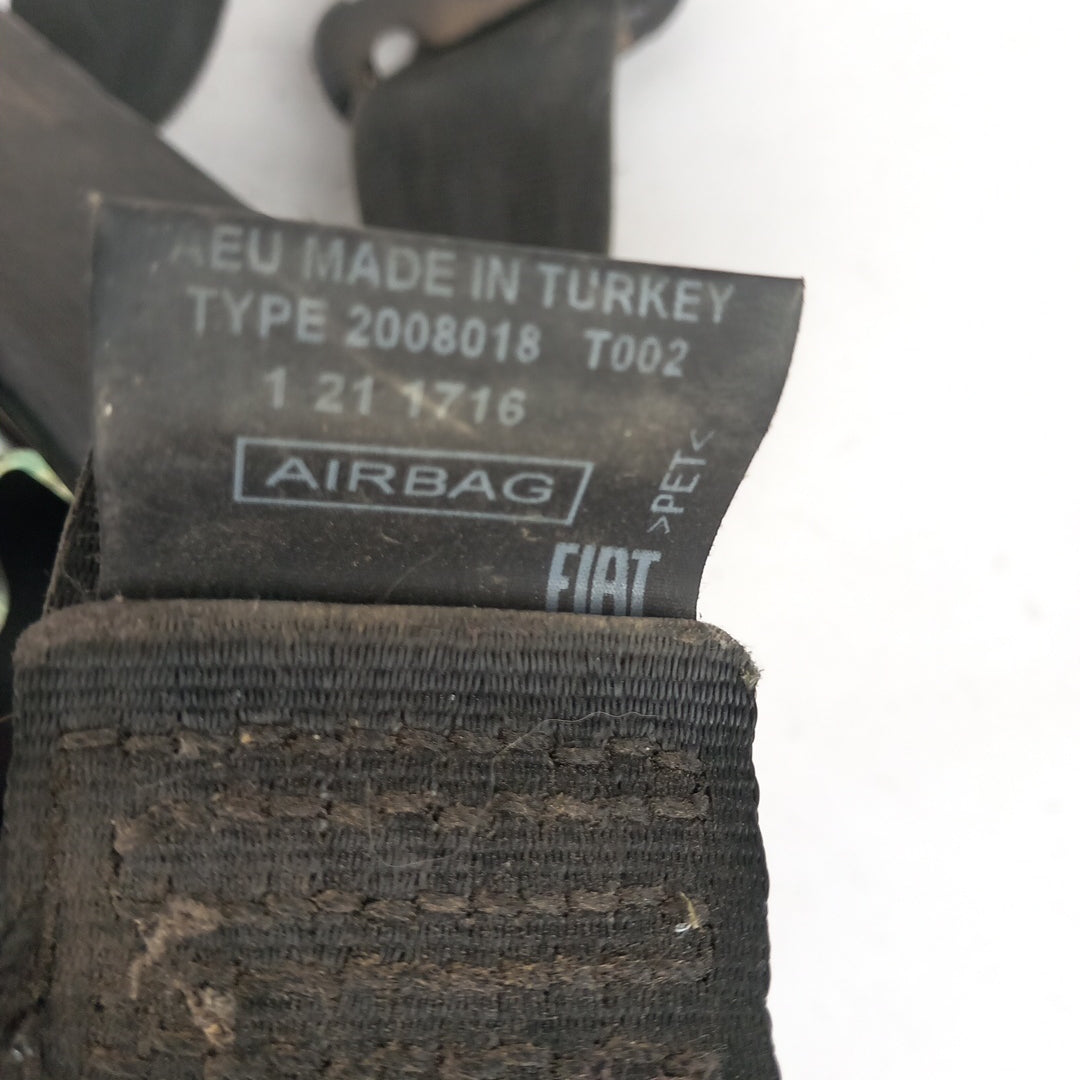 AEU MADE IN TURKEY
TYPE 2008018 T002
1 21 1716
AIRBAG
>PET<
FIAT